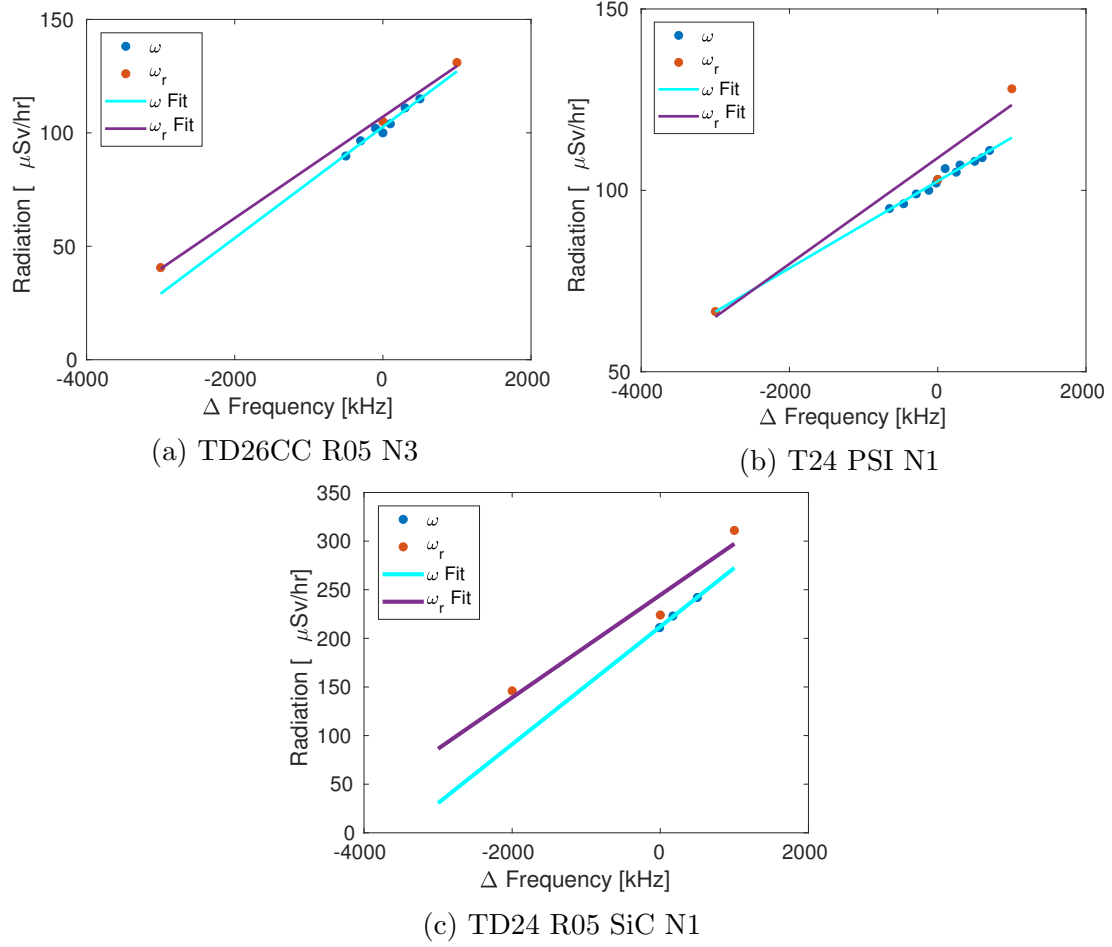 150
100
50
0
Radiation [ μSv/hr]
ω
ω_r
ω Fit
ω_r Fit
-4000 -2000 0 2000
Δ Frequency [kHz]
(a) TD26CC R05 N3
150
100
50
Radiation [ μSv/hr]
ω
ω_r
ω Fit
ω_r Fit
-4000 -2000 0 2000
Δ Frequency [kHz]
(b) T24 PSI N1
350
300
250
200
150
100
50
0
Radiation [ μSv/hr]
ω
ω_r
ω Fit
ω_r Fit
-4000 -2000 0 2000
Δ Frequency [kHz]
(c) TD24 R05 SiC N1